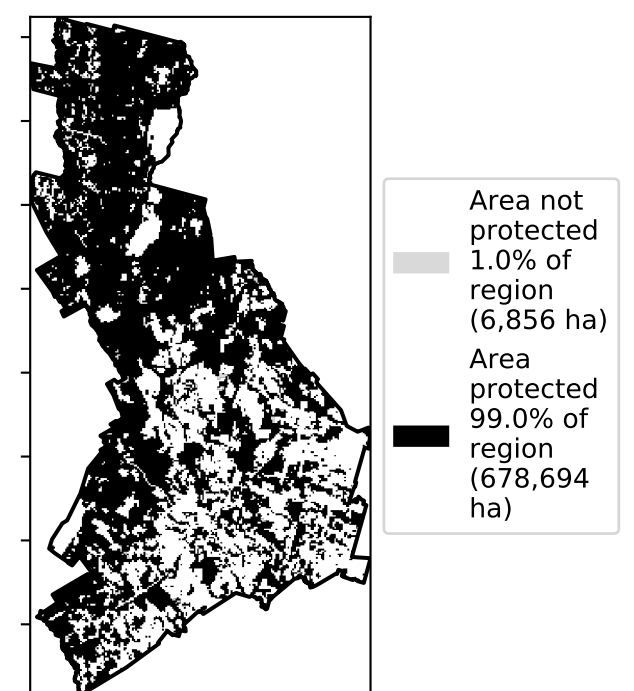 Area not
protected
1.0% of
region
(6,856 ha)
Area
protected
99.0% of
region
(678,694
ha)